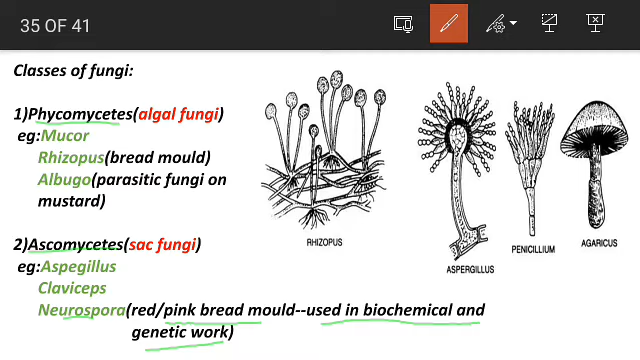 35 OF 41
Classes of fungi:
1)Phycomycetes(algal fungi)
eg:Mucor
Rhizopus(bread mould)
Albugo(parasitic fungi on
mustard)
2)Ascomycetes(sac fungi)
eg:Aspegillus
Claviceps
Neurospora(red/pink bread mould--used in biochemical and
genetic work)
RHIZOPUS
ASPERGILLUS
PENICILLIUM
AGARICUS